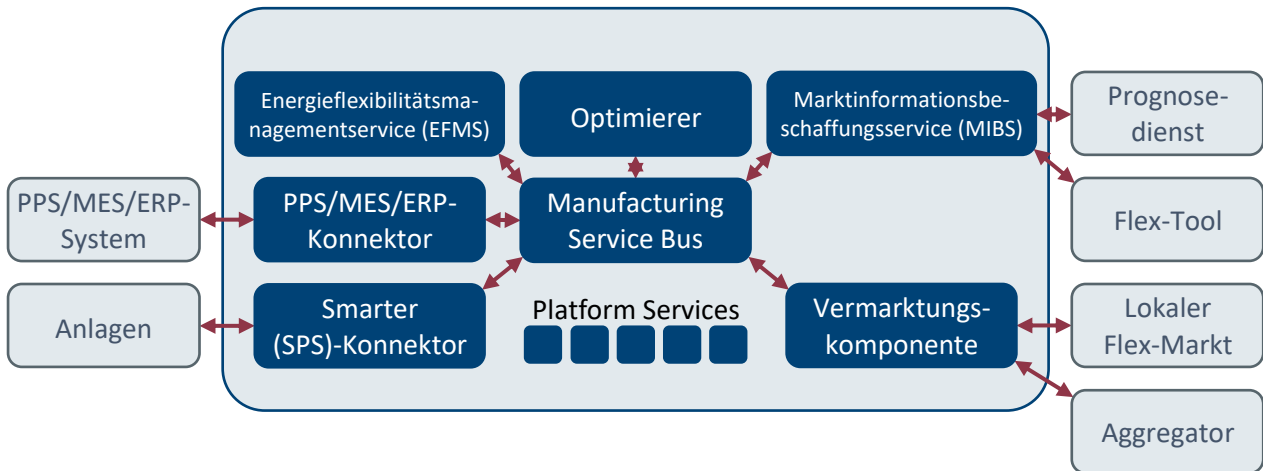 Energieflexibilitätsma-
nagementservice (EFMS)
Optimierer
Marktinformationsbe-
schaffungsservice (MIBS)
Prognose-
dienst
PPS/MES/ERP-
System
PPS/MES/ERP-
Konnektor
Manufacturing
Service Bus
Flex-Tool
Anlagen
Smarter
(SPS)-Konnektor
Platform Services
Vermarktungs-
komponente
Lokaler
Flex-Markt
Aggregator